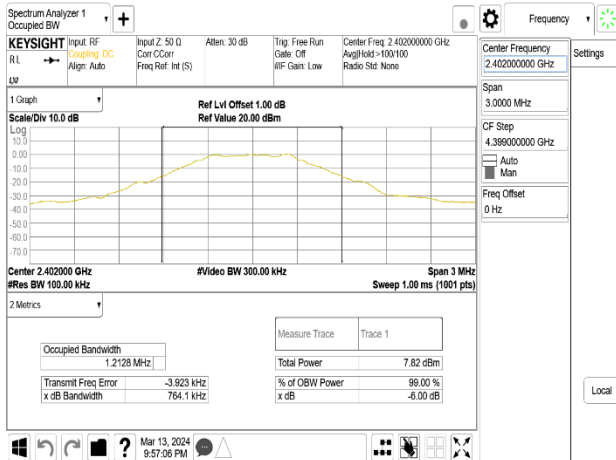 Spectrum Analyzer 1
Occupied BW
Frequency
KEYSIGHT
RL
Input: RF
Coupling: DC
Align: Auto
Input Z: 50 Ω
Corr CCorr
Freq Ref: Int (S)
Atten: 30 dB
Trig: Free Run
Gate: Off
#IF Gain: Low
Center Freq: 2.402000000 GHz
Avg|Hold:>100/100
Radio Std: None
LXI
Center Frequency
2.402000000 GHz
Settings
Span
3.0000 MHz
CF Step
4.399000000 GHz
Auto
Man
Freq Offset
0 Hz
Local
1 Graph
Scale/Div 10.0 dB
Ref Lvl Offset 1.00 dB
Ref Value 20.00 dBm
Log
10.0
0.00
-10.0
-20.0
-30.0
-40.0
-50.0
-60.0
-70.0
Center 2.402000 GHz
#Res BW 100.00 kHz
#Video BW 300.00 kHz
Span 3 MHz
Sweep 1.00 ms (1001 pts)
2 Metrics
Measure Trace
Trace 1
Occupied Bandwidth
1.2128 MHz
Total Power
7.82 dBm
Transmit Freq Error
-3.923 kHz
% of OBW Power
99.00 %
x dB Bandwidth
764.1 kHz
x dB
-6.00 dB
Mar 13, 2024
9:57:06 PM